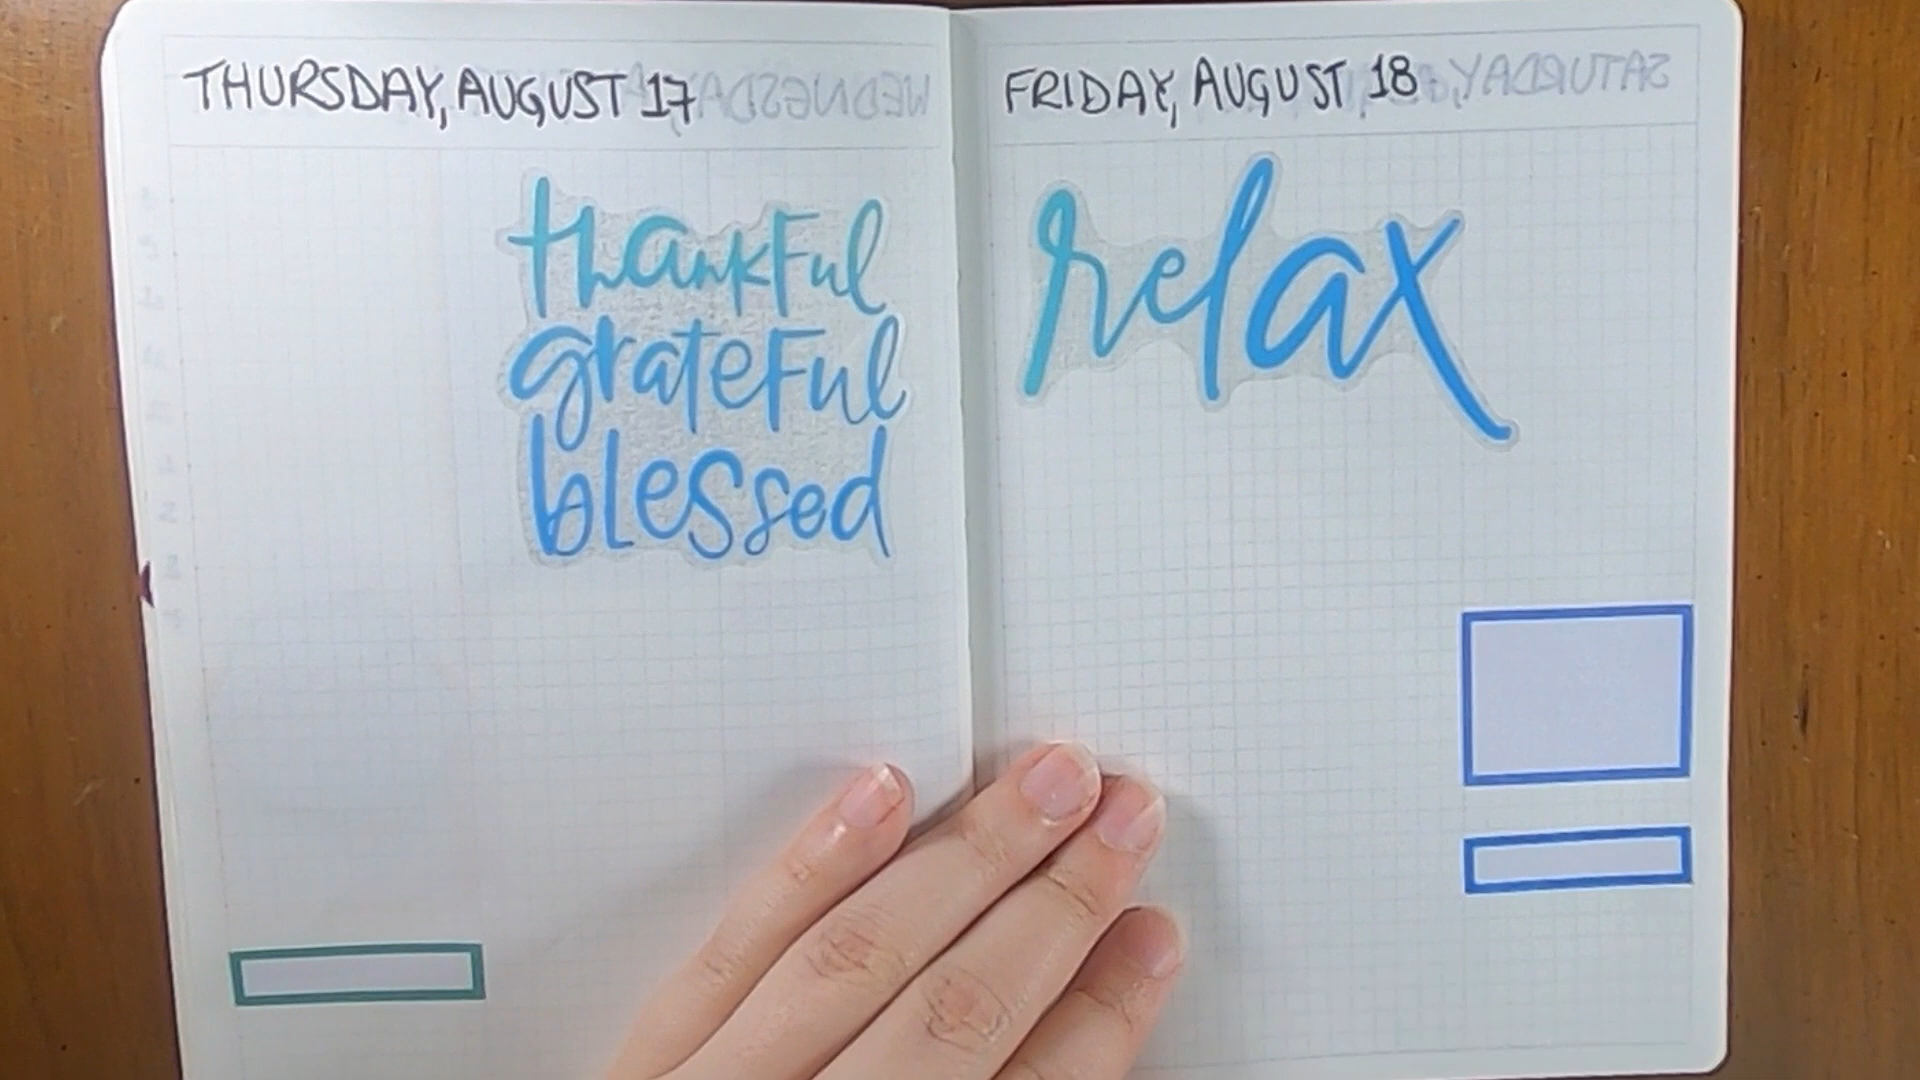 THURSDAY, AUGUST 17
thankFul
grateFul
blessed
FRIDAY, AUGUST 18
relax